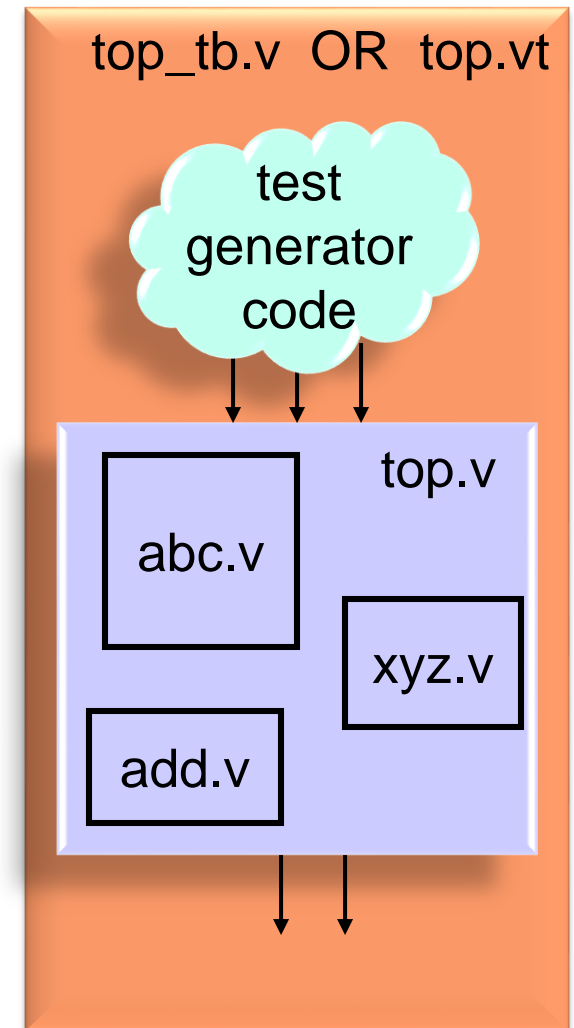 top_tb.v OR top.vt
test
generator
code
top.v
abc.v
xyz.v
add.v